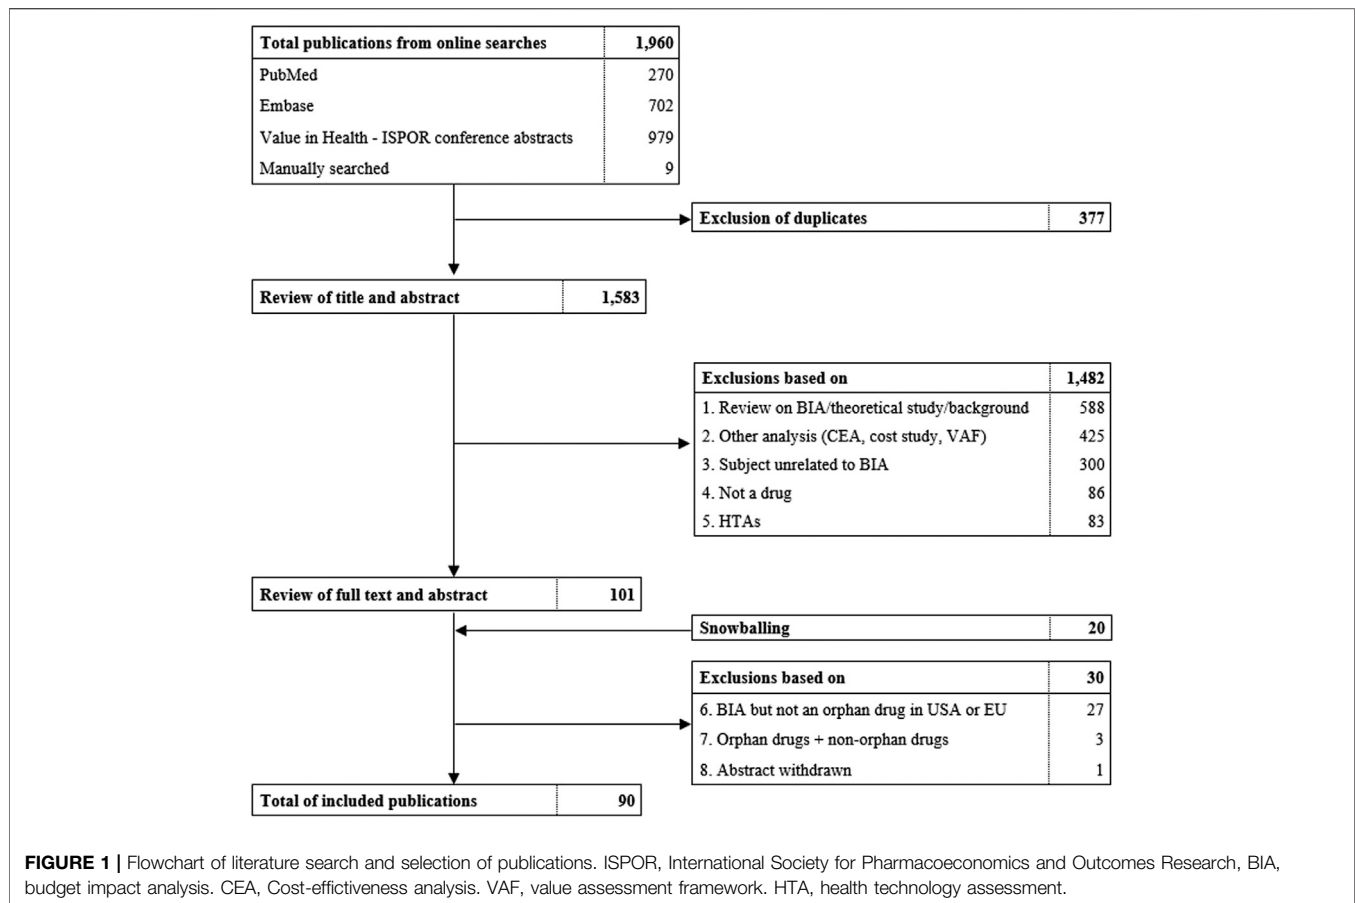 Total publications from online searches 1,960
PubMed 270
Embase 702
Value in Health - ISPOR conference abstracts 979
Manually searched 9
Exclusion of duplicates 377
Review of title and abstract 1,583
Exclusions based on 1,482
1. Review on BIA/theoretical study/background 588
2. Other analysis (CEA, cost study, VAF) 425
3. Subject unrelated to BIA 300
4. Not a drug 86
5. HTAs 83
Review of full text and abstract 101
Snowballing 20
Exclusions based on 30
6. BIA but not an orphan drug in USA or EU 27
7. Orphan drugs + non-orphan drugs 3
8. Abstract withdrawn 1
Total of included publications 90
FIGURE 1 | Flowchart of literature search and selection of publications. ISPOR, International Society for Pharmacoeconomics and Outcomes Research, BIA,
budget impact analysis. CEA, Cost-effictiveness analysis. VAF, value assessment framework. HTA, health technology assessment.